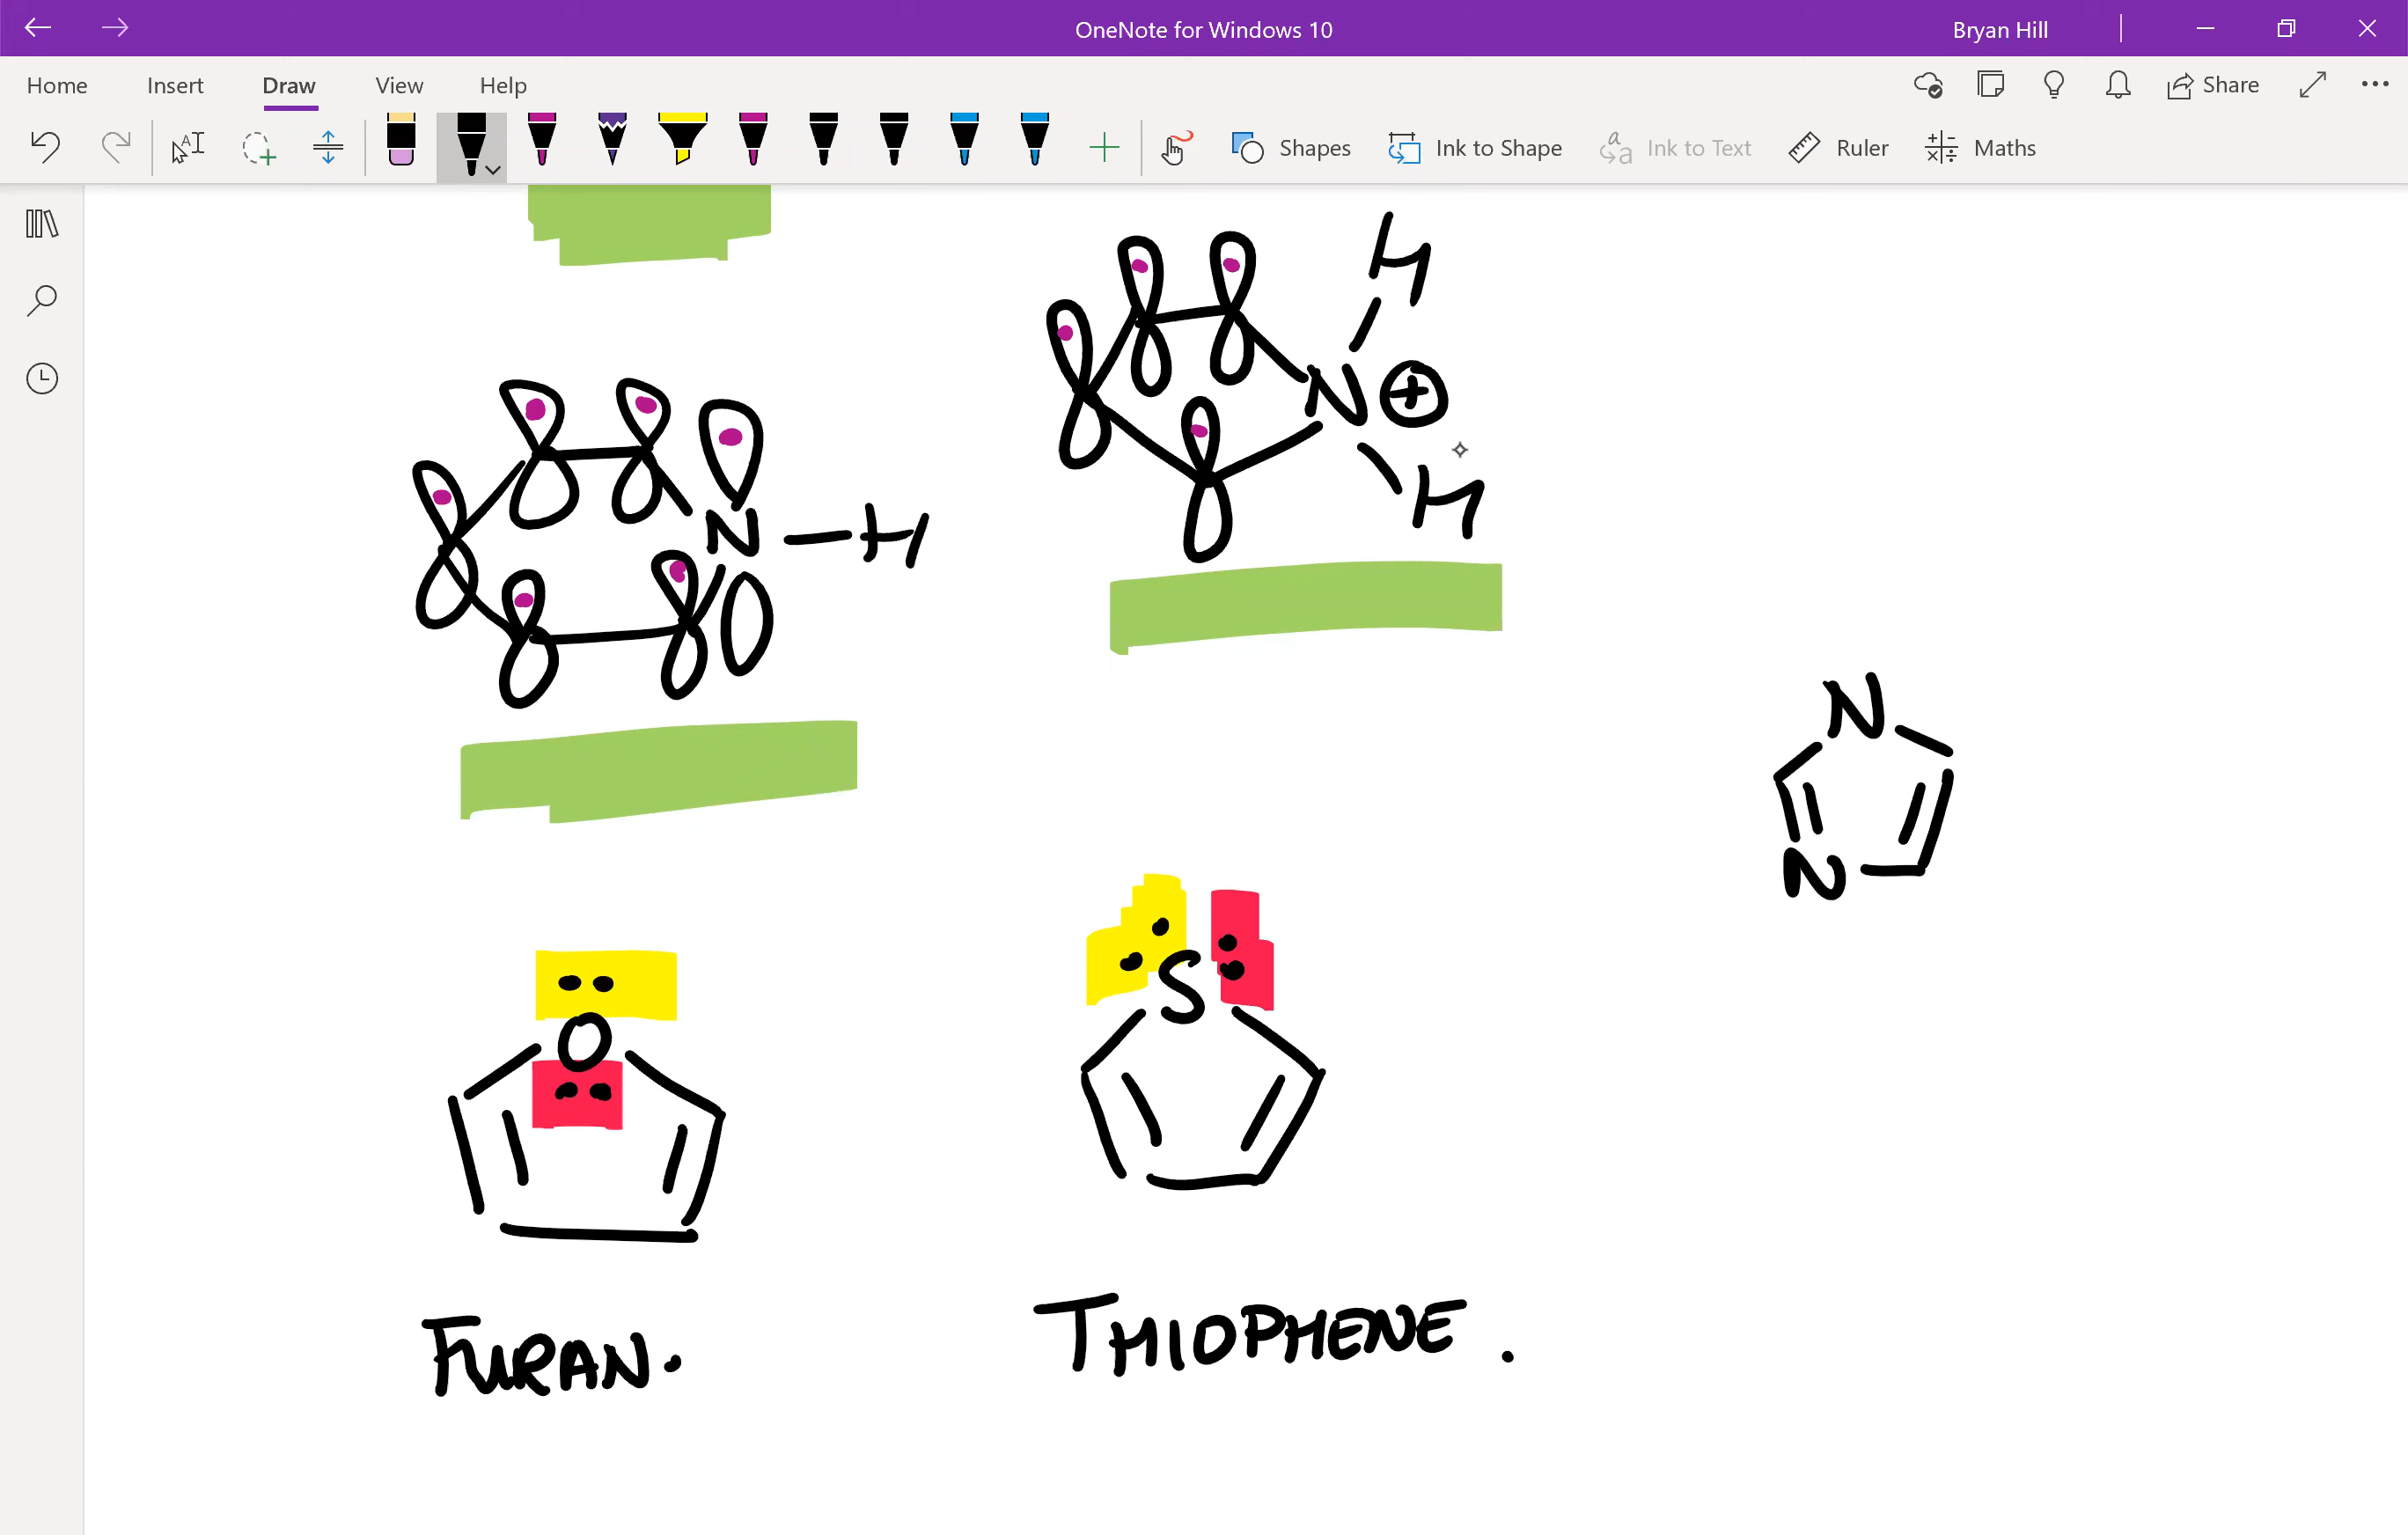 OneNote for Windows 10
Bryan Hill
Home Insert Draw View Help
Share
Shapes
Ink to Shape
Ink to Text
Ruler
Maths
H
N +
H
N-H
N
N
S
O
FURAN.
THIOPHENE.